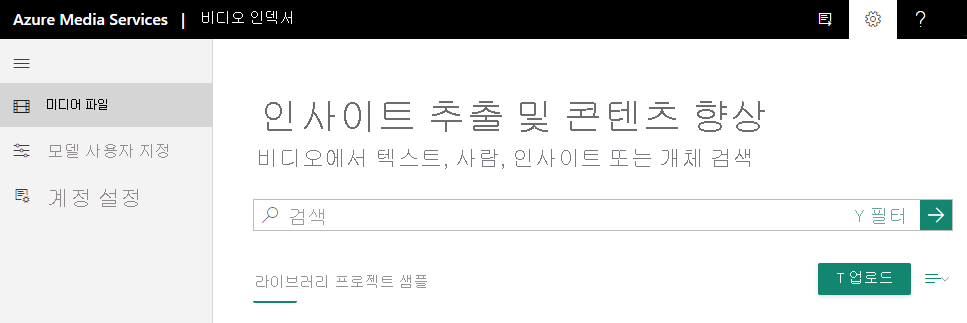 Azure Media Services | 비디오 인덱서
?
미디어 파일
모델 사용자 지정
계정 설정
인사이트 추출 및 콘텐츠 향상
비디오에서 텍스트, 사람, 인사이트 또는 개체 검색
검색 Y 필터
라이브러리 프로젝트 샘플
T 업로드